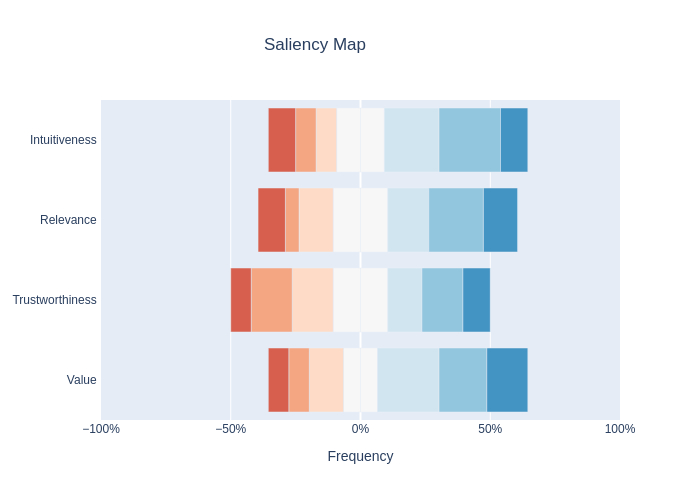 Saliency Map
Intuitiveness
Relevance
Trustworthiness
Value
−100%
−50%
0%
50%
100%
Frequency